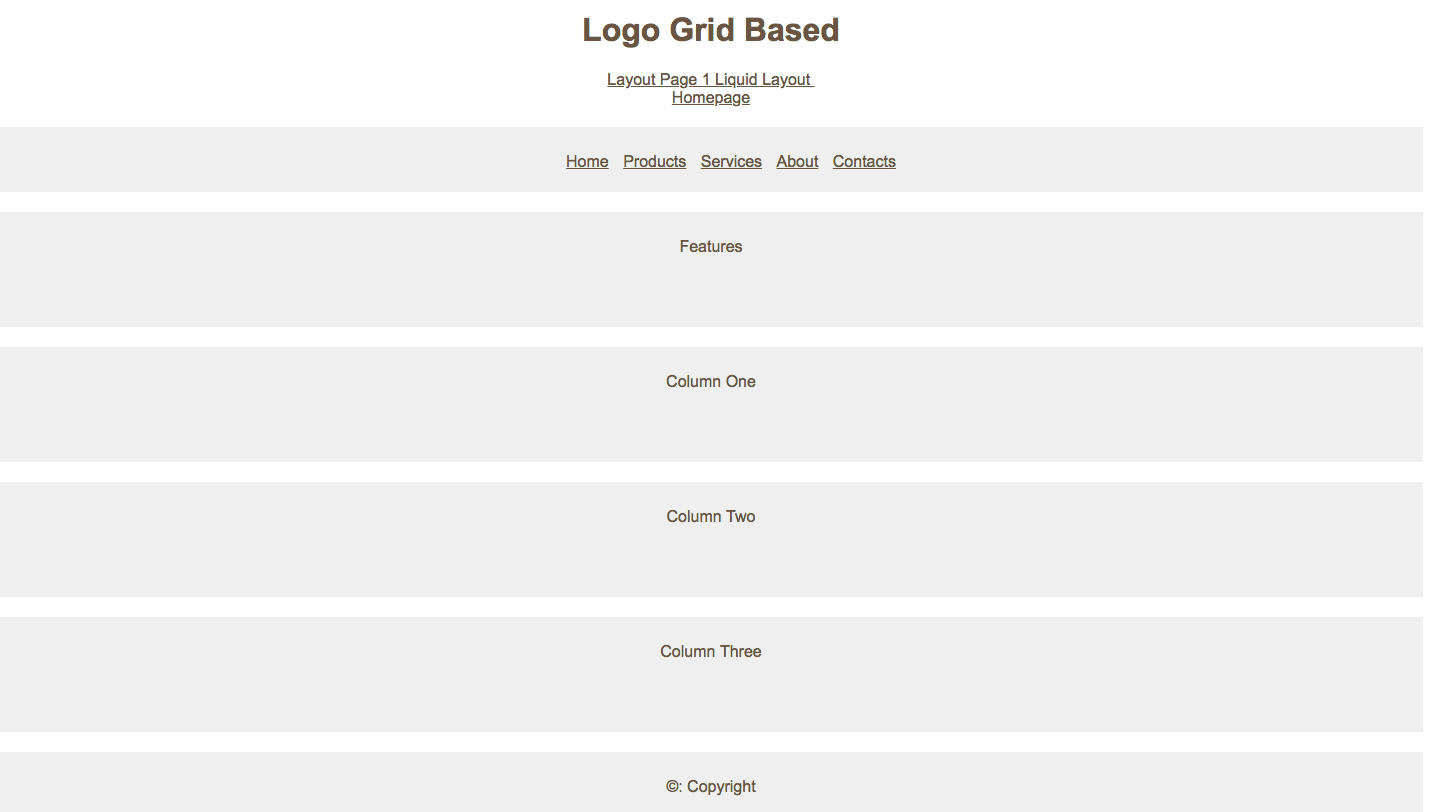 Logo Grid Based
Layout Page 1 Liquid Layout
Homepage
Home Products Services About Contacts
Features
Column One
Column Two
Column Three
©: Copyright